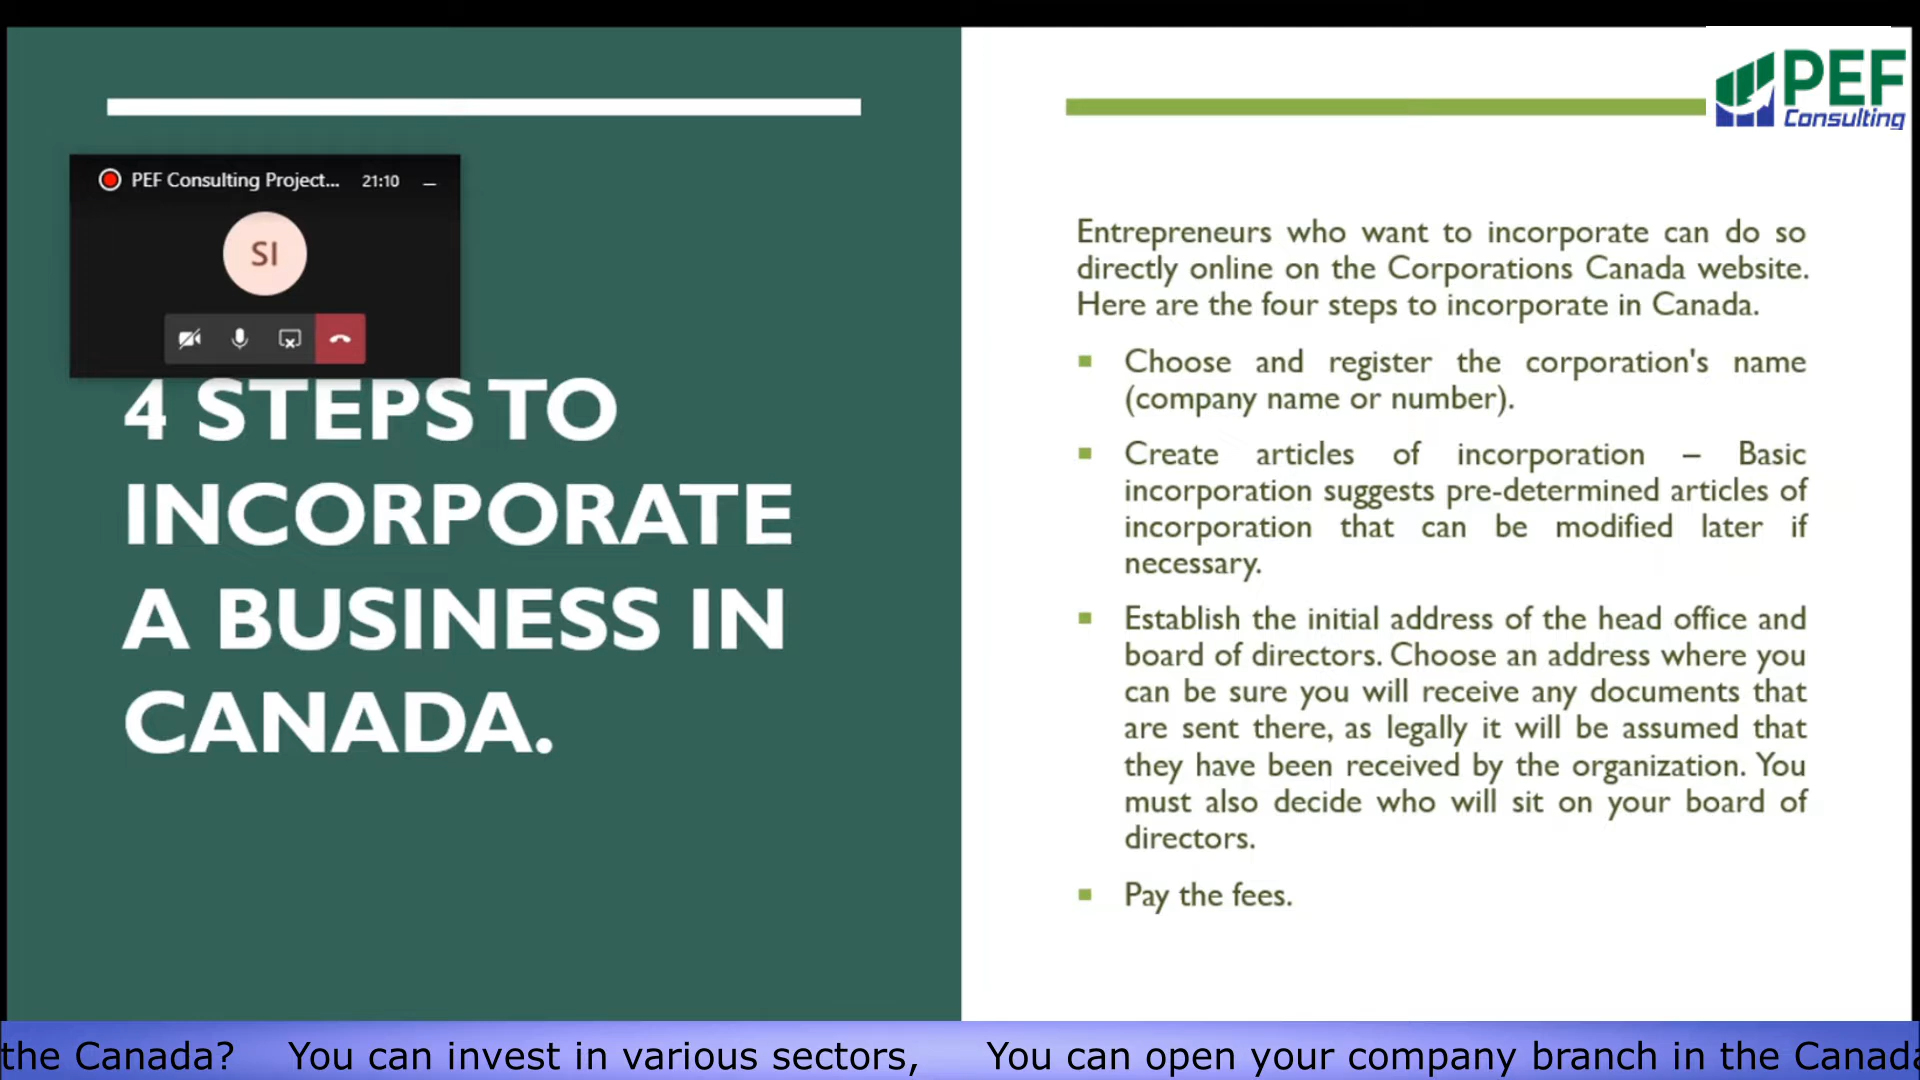 PEF
Consulting
PEF Consulting Project... 21:10
SI
4 STEPS TO
INCORPORATE
A BUSINESS IN
CANADA.
Entrepreneurs who want to incorporate can do so
directly online on the Corporations Canada website.
Here are the four steps to incorporate in Canada.
Choose and register the corporation's name
(company name or number).
Create articles of incorporation – Basic
incorporation suggests pre-determined articles of
incorporation that can be modified later if
necessary.
Establish the initial address of the head office and
board of directors. Choose an address where you
can be sure you will receive any documents that
are sent there, as legally it will be assumed that
they have been received by the organization. You
must also decide who will sit on your board of
directors.
Pay the fees.
the Canada? You can invest in various sectors, You can open your company branch in the Canada